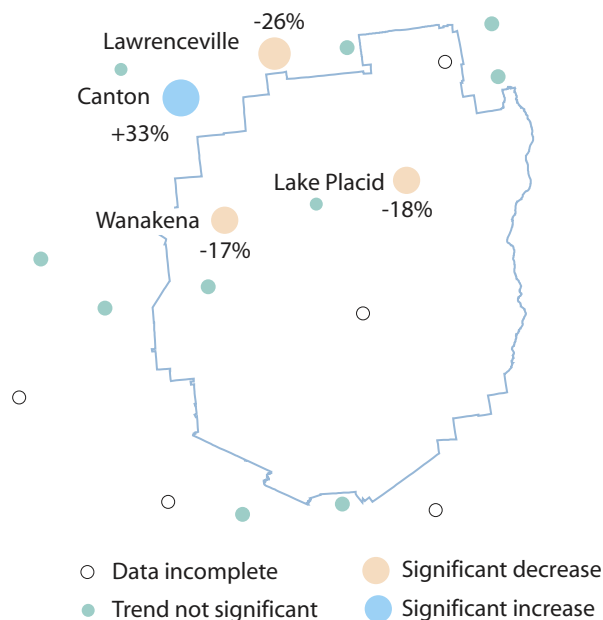 -26%
Lawrenceville
Canton
+33%
Lake Placid
-18%
Wanakena
-17%
Data incomplete
Significant decrease
Trend not significant
Significant increase